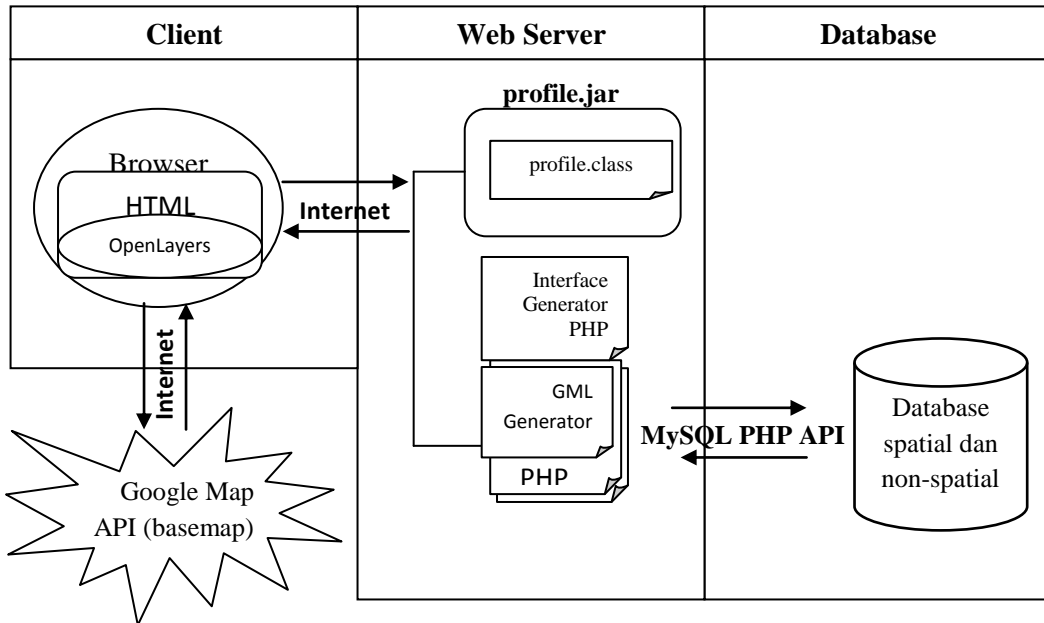 Client
Web Server
Database
Browser
HTML
OpenLayers
Internet
Internet
Google Map
API (basemap)
profile.jar
profile.class
Interface
Generator
PHP
GML
Generator
PHP
MySQL PHP API
Database
spatial dan
non-spatial